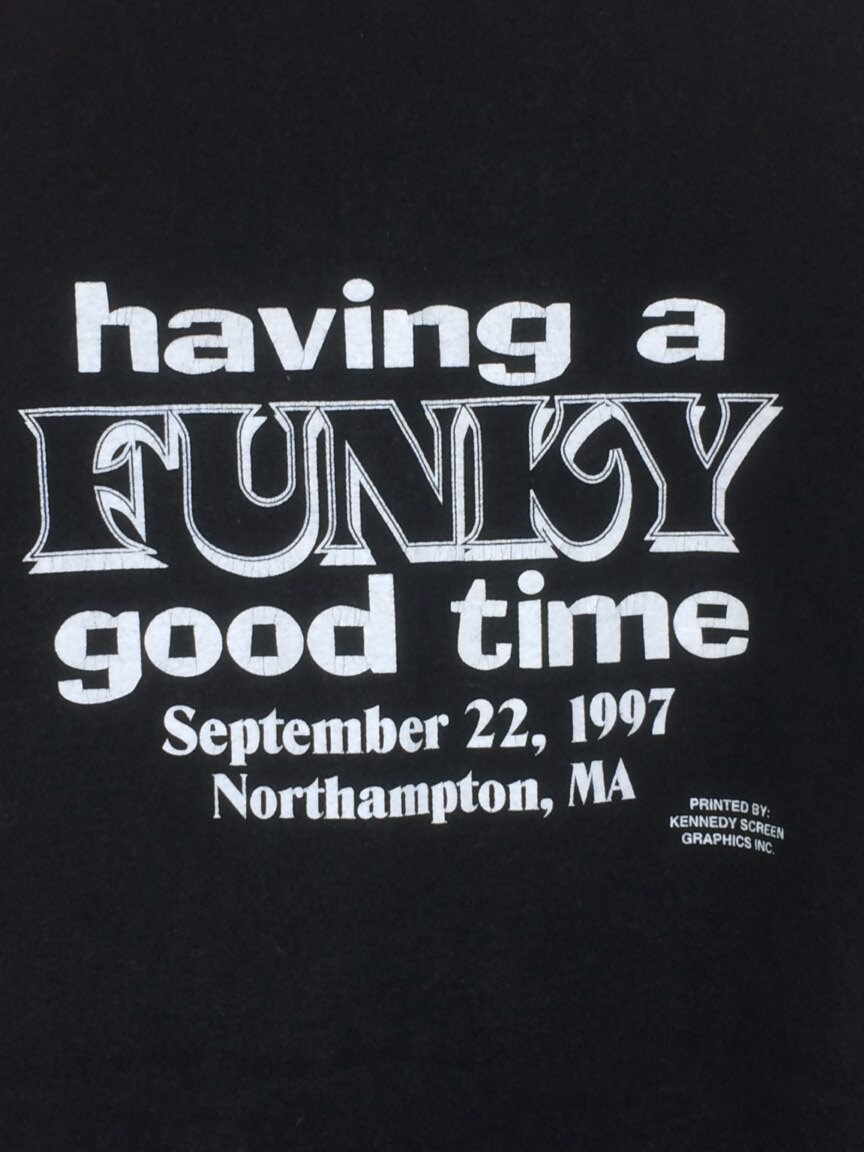 having a
FUNKY
good time
September 22, 1997
Northampton, MA
PRINTED BY:
KENNEDY SCREEN
GRAPHICS INC.